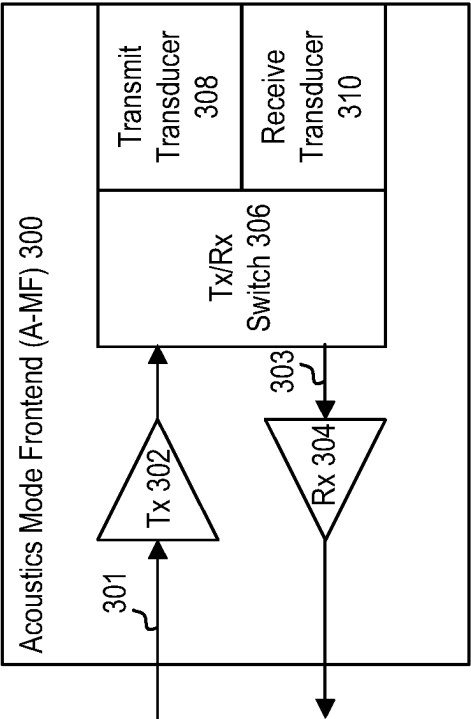 Acoustics Mode Frontend (A-MF) 300
301
Tx 302
303
Rx 304
Tx/Rx
Switch 306
Transmit
Transducer
308
Receive
Transducer
310